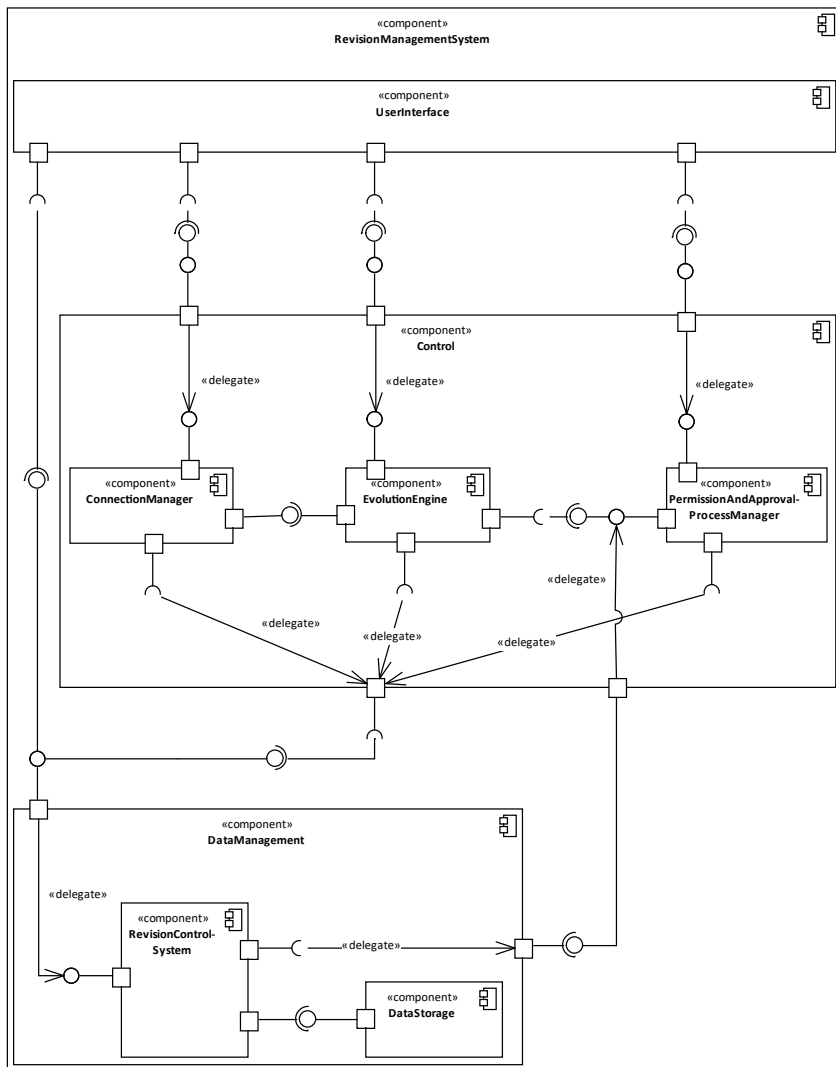 «component»
RevisionManagementSystem
«component»
UserInterface
«component»
Control
«delegate»
«delegate»
«delegate»
«component»
ConnectionManager
«component»
EvolutionEngine
«component»
PermissionAndApproval-
ProcessManager
«delegate»
«delegate»
«delegate»
«delegate»
«component»
DataManagement
«delegate»
«component»
RevisionControl-
System
«delegate»
«component»
DataStorage